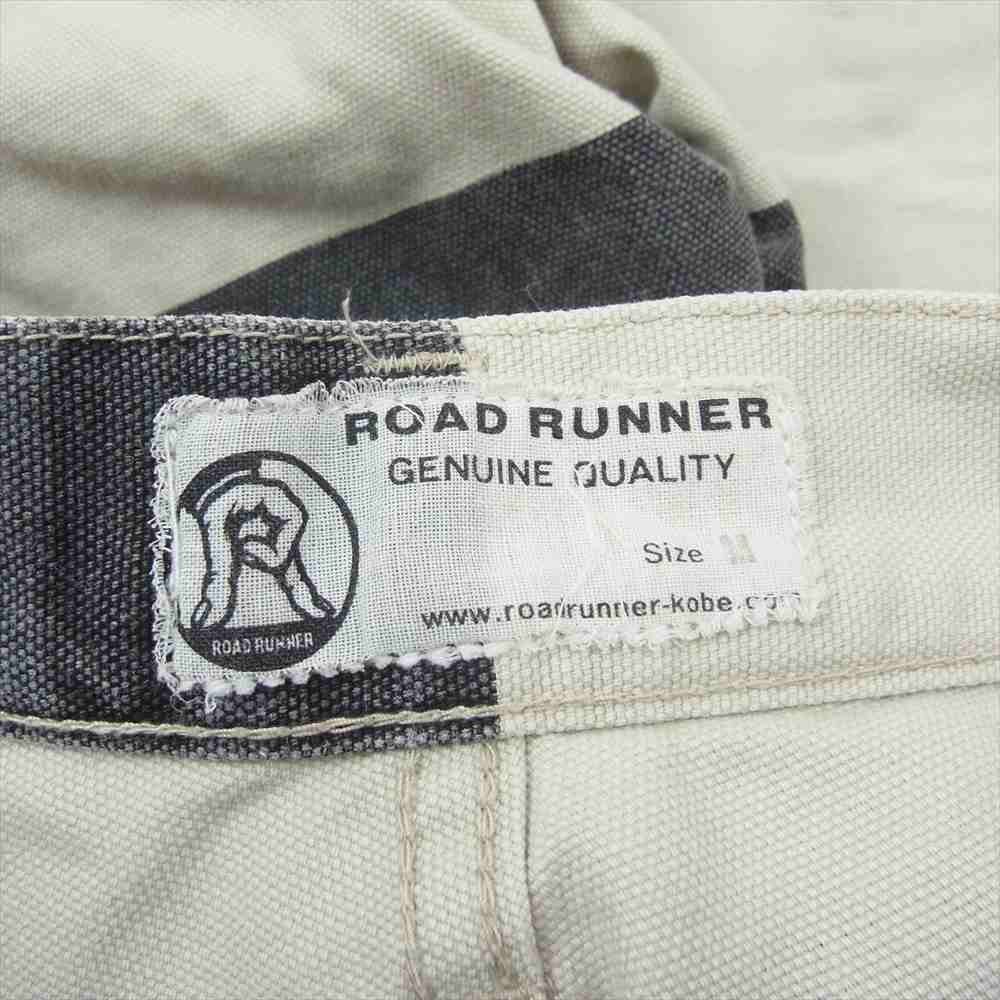 ROAD RUNNER
GENUINE QUALITY
Size M
www.roadrunner-kobe.com
ROAD RUNNER